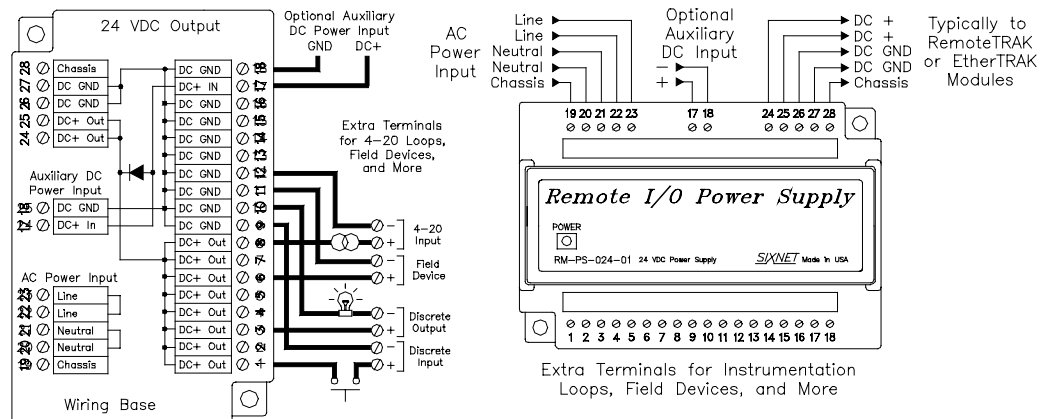 24 VDC Output
Optional Auxiliary
DC Power Input
GND DC+
28 Chassis
27 DC GND
26 DC GND
25 DC+ Out
24 DC+ Out
Auxiliary DC
Power Input
18 DC GND
17 DC+ In
AC Power Input
23 Line
22 Line
21 Neutral
20 Neutral
19 Chassis
Wiring Base
DC GND 18
DC+ IN 17
DC GND 16
DC GND 15
DC GND 14
DC GND 13
DC GND 12
DC GND 11
DC GND 10
DC GND 9
DC+ Out 8
DC+ Out 7
DC+ Out 6
DC+ Out 5
DC+ Out 4
DC+ Out 3
DC+ Out 2
DC+ Out 1
Extra Terminals
for 4-20 Loops,
Field Devices,
and More
- 4-20
+ Input
- Field
+ Device
- Discrete
+ Output
- Discrete
+ Input
AC
Power
Input
Line
Line
Neutral
Neutral
Chassis
Optional
Auxiliary
DC Input
-
+
DC +
DC +
DC GND
DC GND
Chassis
Typically to
RemoteTRAK
or EtherTRAK
Modules
19 20 21 22 23 17 18 24 25 26 27 28
Remote I/O Power Supply
POWER
RM-PS-024-01 24 VDC Power Supply SIXNET Made in USA
1 2 3 4 5 6 7 8 9 10 11 12 13 14 15 16 17 18
Extra Terminals for Instrumentation
Loops, Field Devices, and More